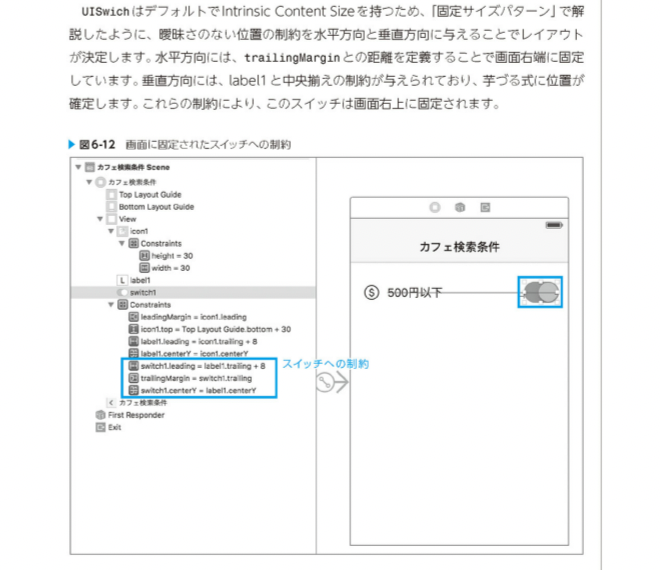 UISwichはデフォルトでIntrinsic Content Sizeを持つため、「固定サイズパターン」で解
説したように、曖昧さのない位置の制約を水平方向と垂直方向に与えることでレイアウト
が決定します。水平方向には、trailingMarginとの距離を定義することで画面右端に固定
しています。垂直方向には、label1と中央揃えの制約が与えられており、芋づる式に位置が
確定します。これらの制約により、このスイッチは画面右上に固定されます。
▶ 図6-12 画面に固定されたスイッチへの制約
カフェ検索条件 Scene
カフェ検索条件
Top Layout Guide
Bottom Layout Guide
View
icon1
Constraints
height = 30
width = 30
L label1
switch1
Constraints
leadingMargin = icon1.leading
icon1.top = Top Layout Guide.bottom + 30
label1.leading = icon1.trailing + 8
label1.centerY = icon1.centerY
switch1.leading = label1.trailing + 8
trailingMargin = switch1.trailing
switch1.centerY = label1.centerY
カフェ検索条件
First Responder
Exit
スイッチへの制約
カフェ検索条件
$ 500円以下